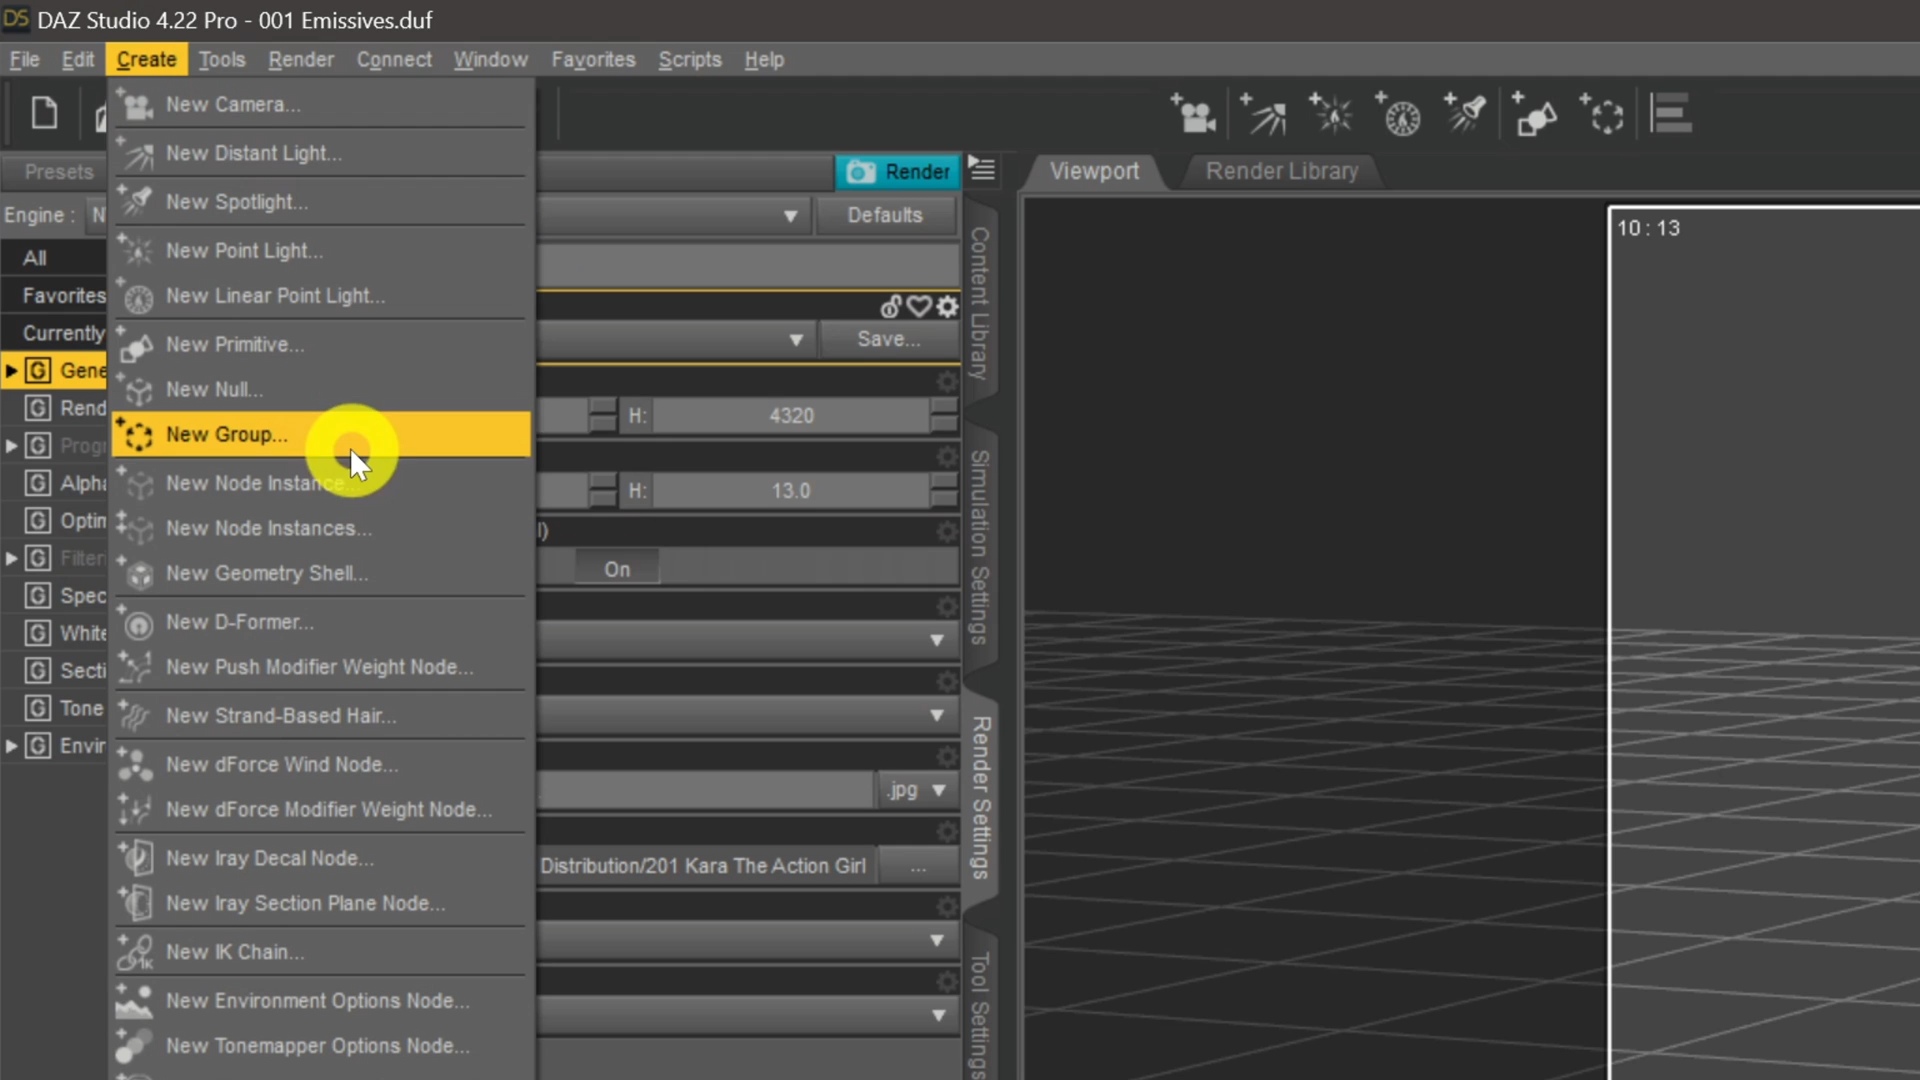 DS DAZ Studio 4.22 Pro - 001 Emissives.duf
File Edit Create Tools Render Connect Window Favorites Scripts Help
New Camera...
New Distant Light...
New Spotlight...
New Point Light...
New Linear Point Light...
New Primitive...
New Null...
New Group...
New Node Instance...
New Node Instances...
New Geometry Shell...
New D-Former...
New Push Modifier Weight Node...
New Strand-Based Hair...
New dForce Wind Node...
New dForce Modifier Weight Node...
New Iray Decal Node...
New Iray Section Plane Node...
New IK Chain...
New Environment Options Node...
New Tonemapper Options Node...
Presets
Engine : N
All
Favorites
Currently
G Gene
G Rend
G Prog
G Alpha
G Optim
G Filteri
G Spec
G White
G Secti
G Tone
G Envir
Render
Defaults
Save...
H: 4320
H: 13.0
l)
On
.jpg
Distribution/201 Kara The Action Girl ...
Content Library
Simulation Settings
Render Settings
Tool Settings
Viewport Render Library
10 : 13